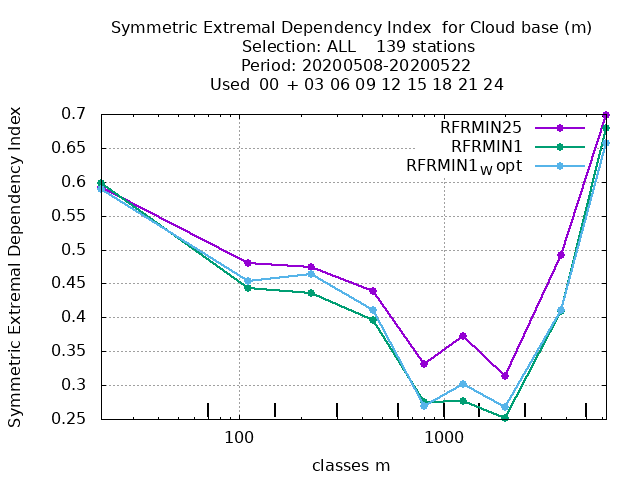 Symmetric Extremal Dependency Index  for Cloud base (m)
Selection: ALL    139 stations
Period: 20200508-20200522
Used  00 + 03 06 09 12 15 18 21 24
Symmetric Extremal Dependency Index
0.7
0.65
0.6
0.55
0.5
0.45
0.4
0.35
0.3
0.25
RFRMIN25
RFRMIN1
RFRMIN1W opt
100
1000
classes m